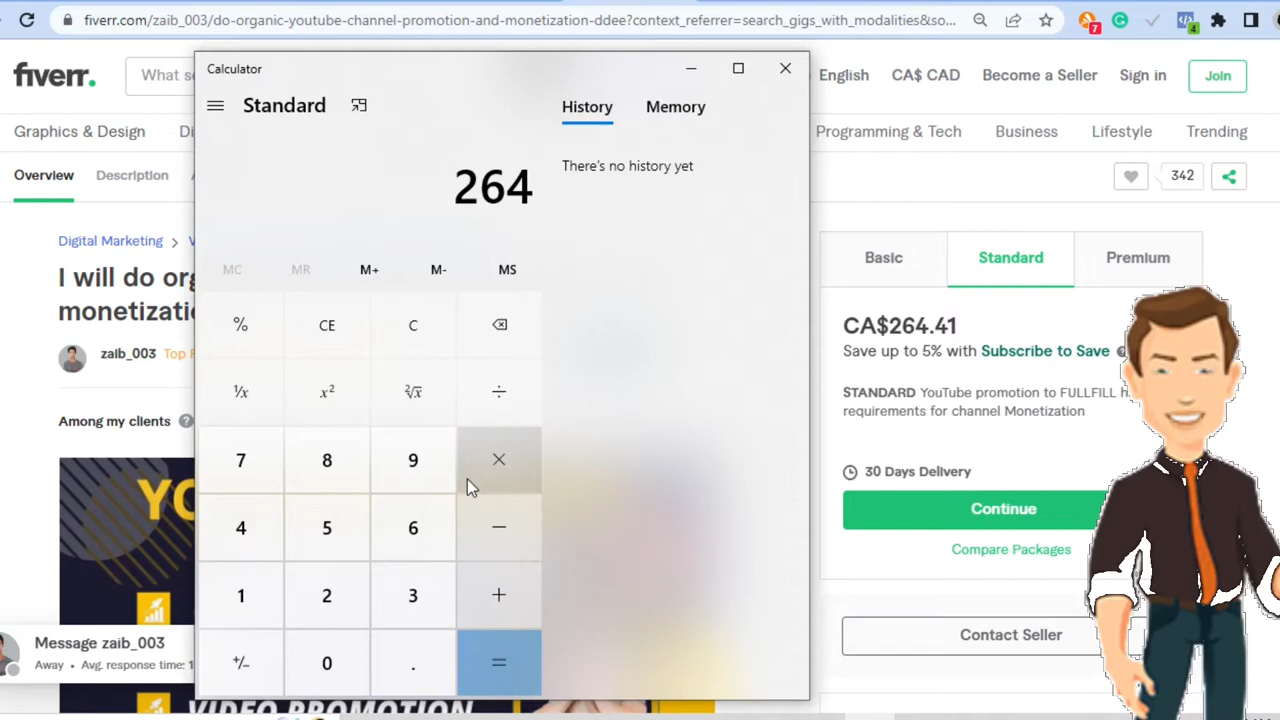 fiverr.com/zaib_003/do-organic-youtube-channel-promotion-and-monetization-ddee?context_referrer=search_gigs_with_modalities&so...
7
4
fiverr.
What
English
CA$ CAD
Become a Seller
Sign in
Join
Calculator
Standard
History
Memory
There's no history yet
264
Graphics & Design
Programming & Tech
Business
Lifestyle
Trending
Overview
Description
342
Digital Marketing
I will do
monetizati
zaib_003
Among my clients
MC MR M+ M- MS
% CE C
¹/x x² ²√x ÷
7 8 9 ×
4 5 6 −
1 2 3 +
+/- 0 . =
Basic
Standard
Premium
CA$264.41
Save up to 5% with Subscribe to Save
STANDARD YouTube promotion to FULLFILL
requirements for channel Monetization
30 Days Delivery
Continue
Compare Packages
Contact Seller
Message zaib_003
Away • Avg. response time: 1
VIDEO PROMOTION